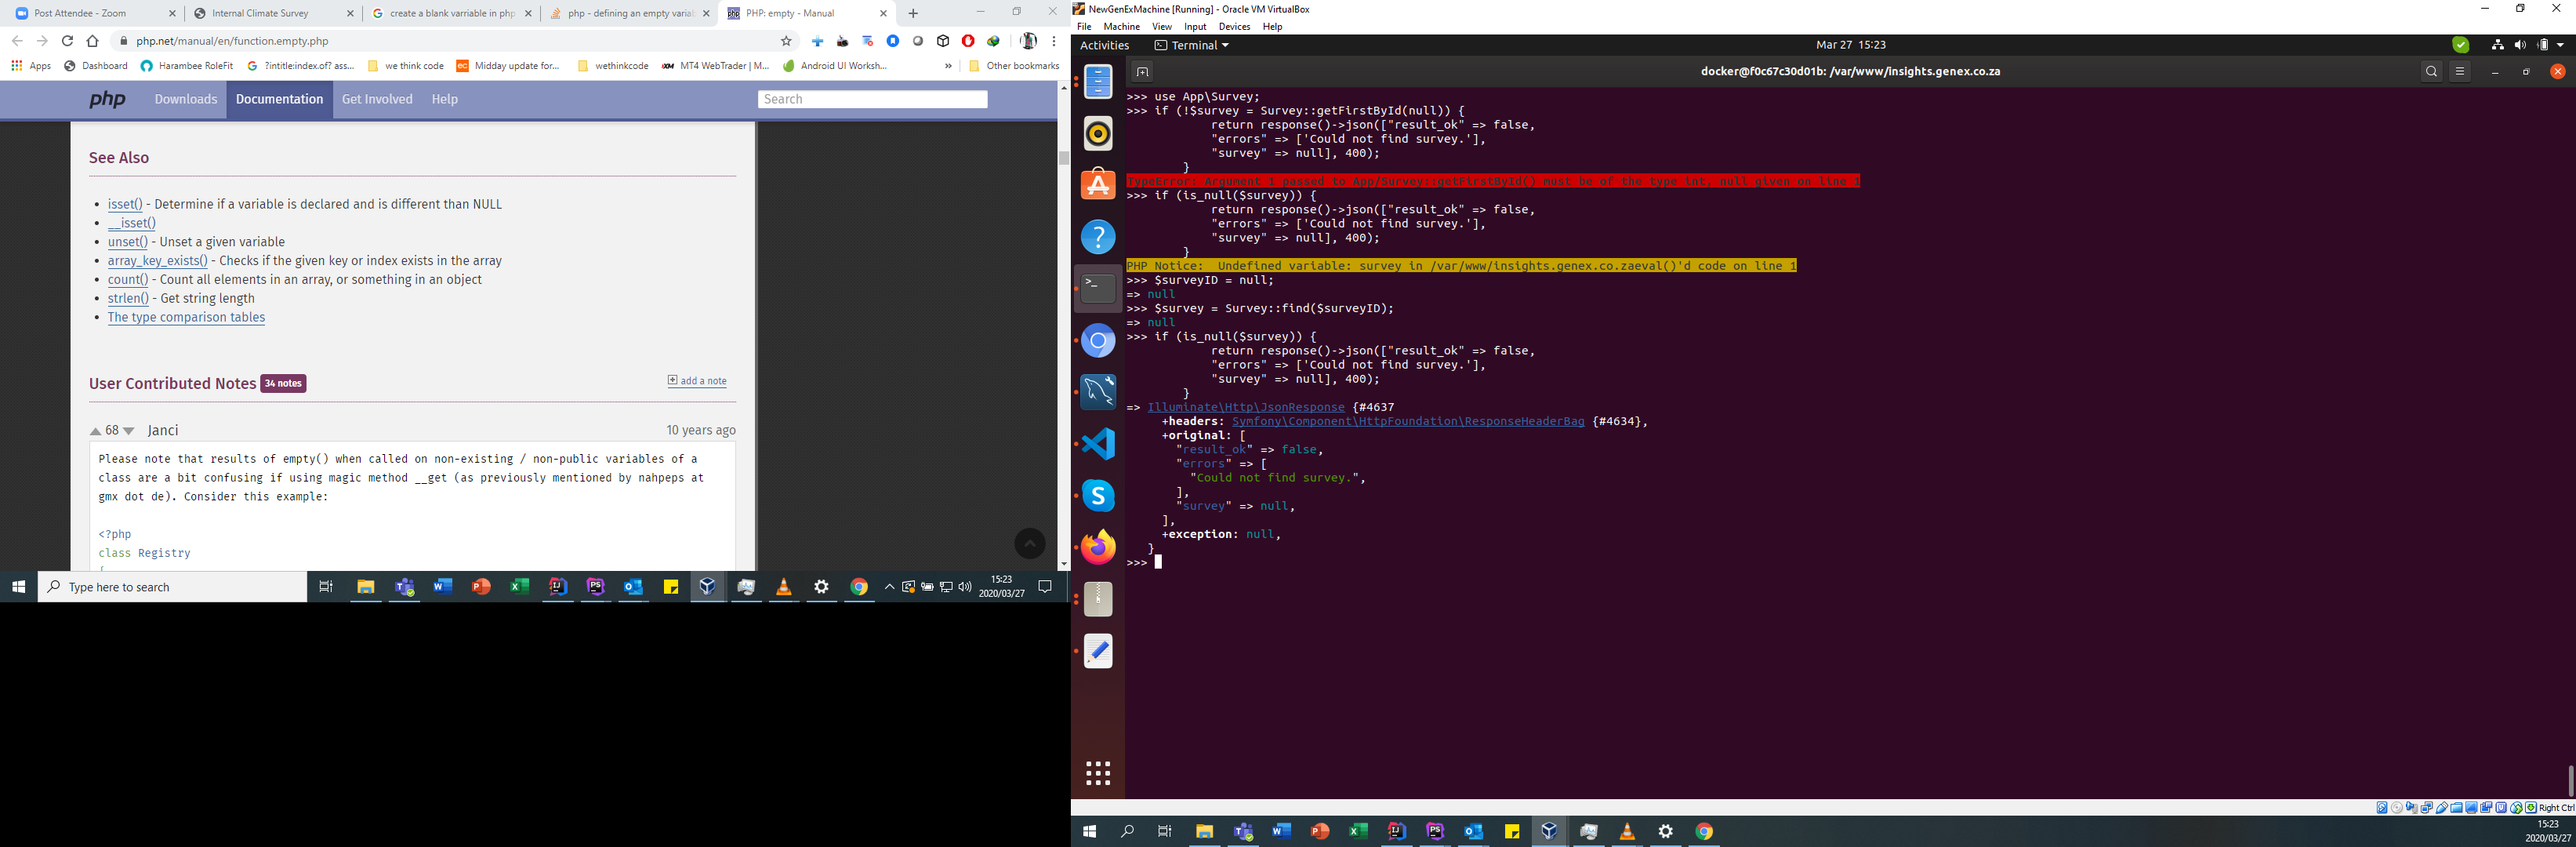 Post Attendee - Zoom
Internal Climate Survey
create a blank varriable in php
php - defining an empty variab
PHP: empty - Manual
php.net/manual/en/function.empty.php
Apps
Dashboard
Harambee RoleFit
?intitle:index.of? ass...
we think code
Midday update for...
wethinkcode
MT4 WebTrader | M...
Android UI Worksh...
»
Other bookmarks
php
Downloads
Documentation
Get Involved
Help
Search
See Also
isset() - Determine if a variable is declared and is different than NULL
__isset()
unset() - Unset a given variable
array_key_exists() - Checks if the given key or index exists in the array
count() - Count all elements in an array, or something in an object
strlen() - Get string length
The type comparison tables
User Contributed Notes 34 notes
add a note
68 Janci
10 years ago
Please note that results of empty() when called on non-existing / non-public variables of a
class are a bit confusing if using magic method __get (as previously mentioned by nahpeps at
gmx dot de). Consider this example:
<?php
class Registry
{
Type here to search
15:23
2020/03/27
NewGenExMachine [Running] - Oracle VM VirtualBox
File Machine View Input Devices Help
Activities
Terminal
Mar 27 15:23
docker@f0c67c30d01b: /var/www/insights.genex.co.za
>>> use App\Survey;
>>> if (!$survey = Survey::getFirstById(null)) {
return response()->json(["result_ok" => false,
"errors" => ['Could not find survey.'],
"survey" => null], 400);
}
TypeError: Argument 1 passed to App/Survey::getFirstById() must be of the type int, null given on line 1
>>> if (is_null($survey)) {
return response()->json(["result_ok" => false,
"errors" => ['Could not find survey.'],
"survey" => null], 400);
}
PHP Notice:  Undefined variable: survey in /var/www/insights.genex.co.zaeval()'d code on line 1
>>> $surveyID = null;
=> null
>>> $survey = Survey::find($surveyID);
=> null
>>> if (is_null($survey)) {
return response()->json(["result_ok" => false,
"errors" => ['Could not find survey.'],
"survey" => null], 400);
}
=> Illuminate\Http\JsonResponse {#4637
+headers: Symfony\Component\HttpFoundation\ResponseHeaderBag {#4634},
+original: [
"result_ok" => false,
"errors" => [
"Could not find survey.",
],
"survey" => null,
],
+exception: null,
}
>>>
Right Ctrl
15:23
2020/03/27